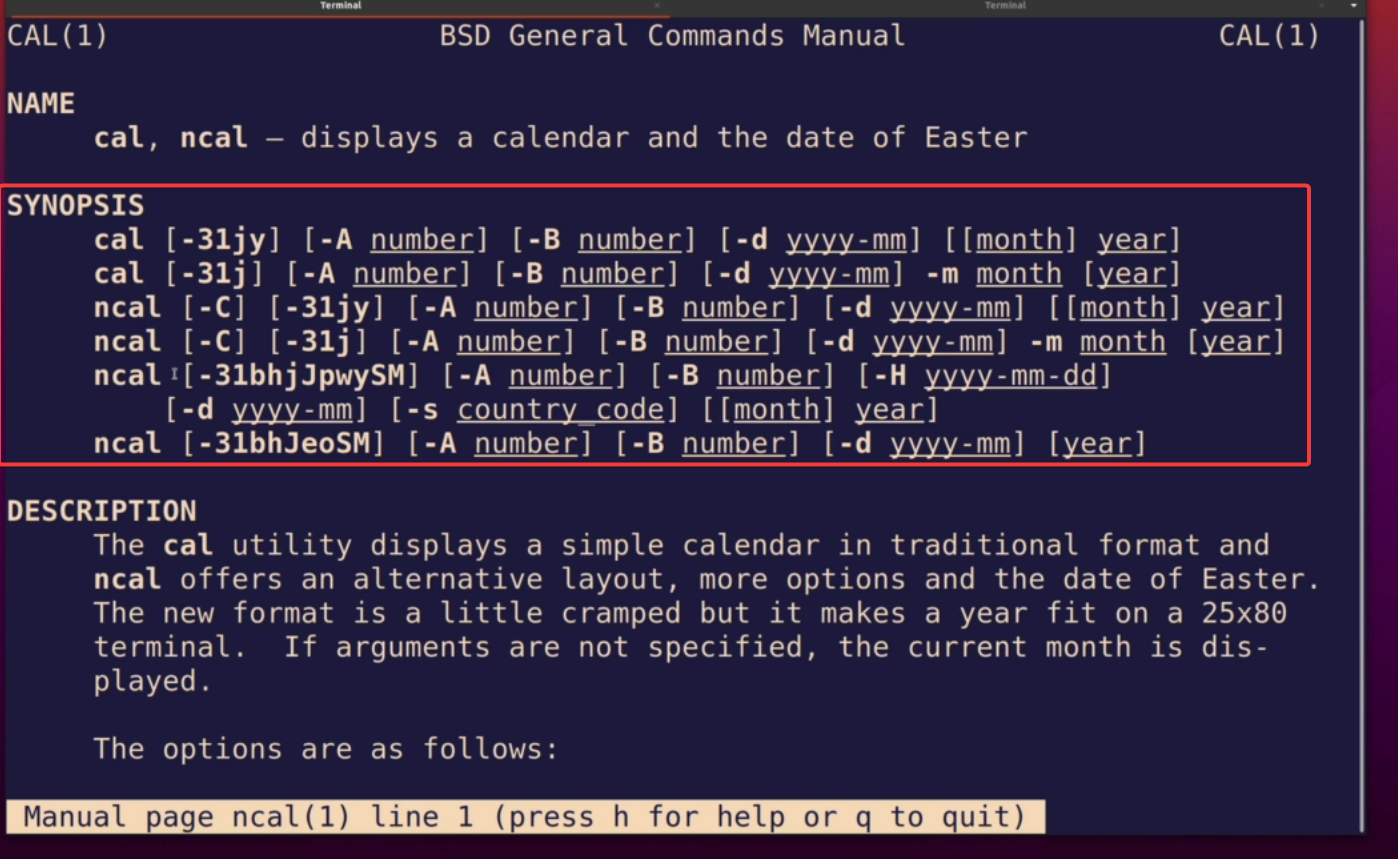 Terminal Terminal
CAL(1) BSD General Commands Manual CAL(1)
NAME
cal, ncal — displays a calendar and the date of Easter
SYNOPSIS
cal [-31jy] [-A number] [-B number] [-d yyyy-mm] [[month] year]
cal [-31j] [-A number] [-B number] [-d yyyy-mm] -m month [year]
ncal [-C] [-31jy] [-A number] [-B number] [-d yyyy-mm] [[month] year]
ncal [-C] [-31j] [-A number] [-B number] [-d yyyy-mm] -m month [year]
ncal [-31bhjJpwySM] [-A number] [-B number] [-H yyyy-mm-dd]
[-d yyyy-mm] [-s country_code] [[month] year]
ncal [-31bhJeoSM] [-A number] [-B number] [-d yyyy-mm] [year]
DESCRIPTION
The cal utility displays a simple calendar in traditional format and
ncal offers an alternative layout, more options and the date of Easter.
The new format is a little cramped but it makes a year fit on a 25x80
terminal.  If arguments are not specified, the current month is dis-
played.
The options are as follows:
Manual page ncal(1) line 1 (press h for help or q to quit)